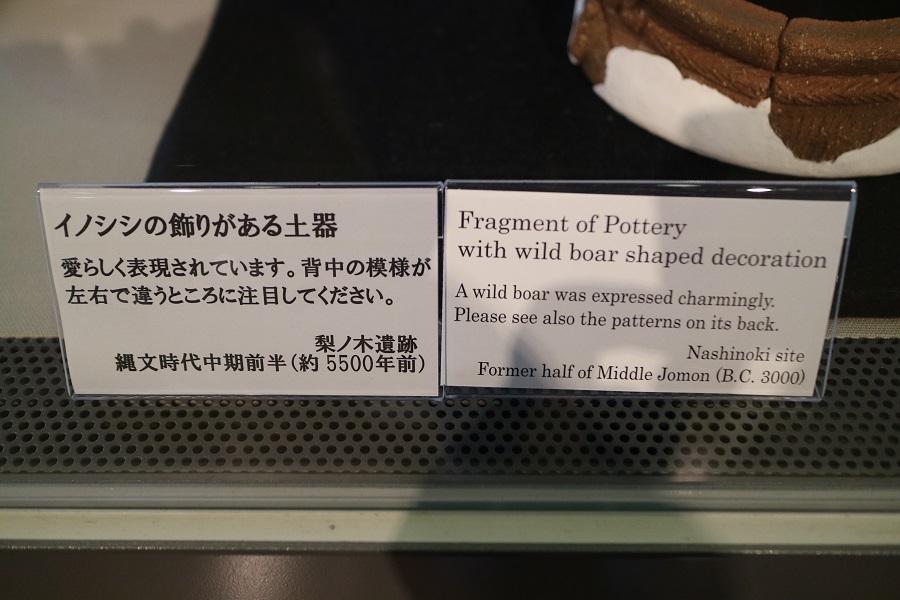 イノシシの飾りがある土器
愛らしく表現されています。背中の模様が
左右で違うところに注目してください。
梨ノ木遺跡
縄文時代中期前半(約 5500年前)
Fragment of Pottery
with wild boar shaped decoration
A wild boar was expressed charmingly.
Please see also the patterns on its back.
Nashinoki site
Former half of Middle Jomon (B.C. 3000)